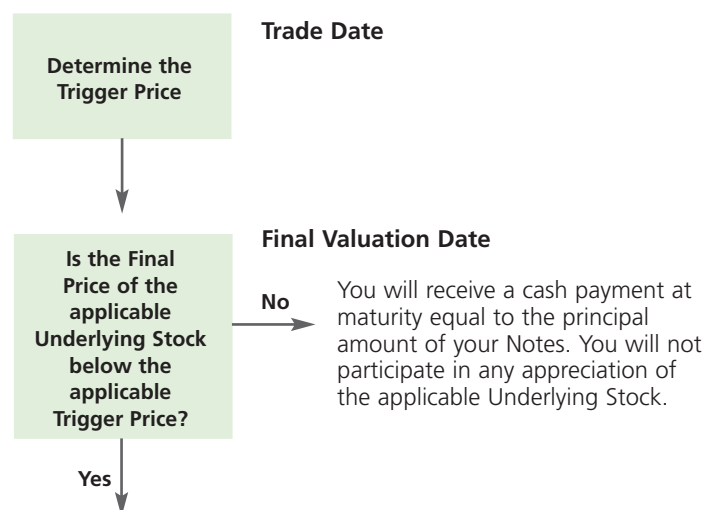 Trade Date
Determine the
Trigger Price
Final Valuation Date
Is the Final
Price of the
applicable
Underlying Stock
below the
applicable
Trigger Price?
No
You will receive a cash payment at
maturity equal to the principal
amount of your Notes. You will not
participate in any appreciation of
the applicable Underlying Stock.
Yes